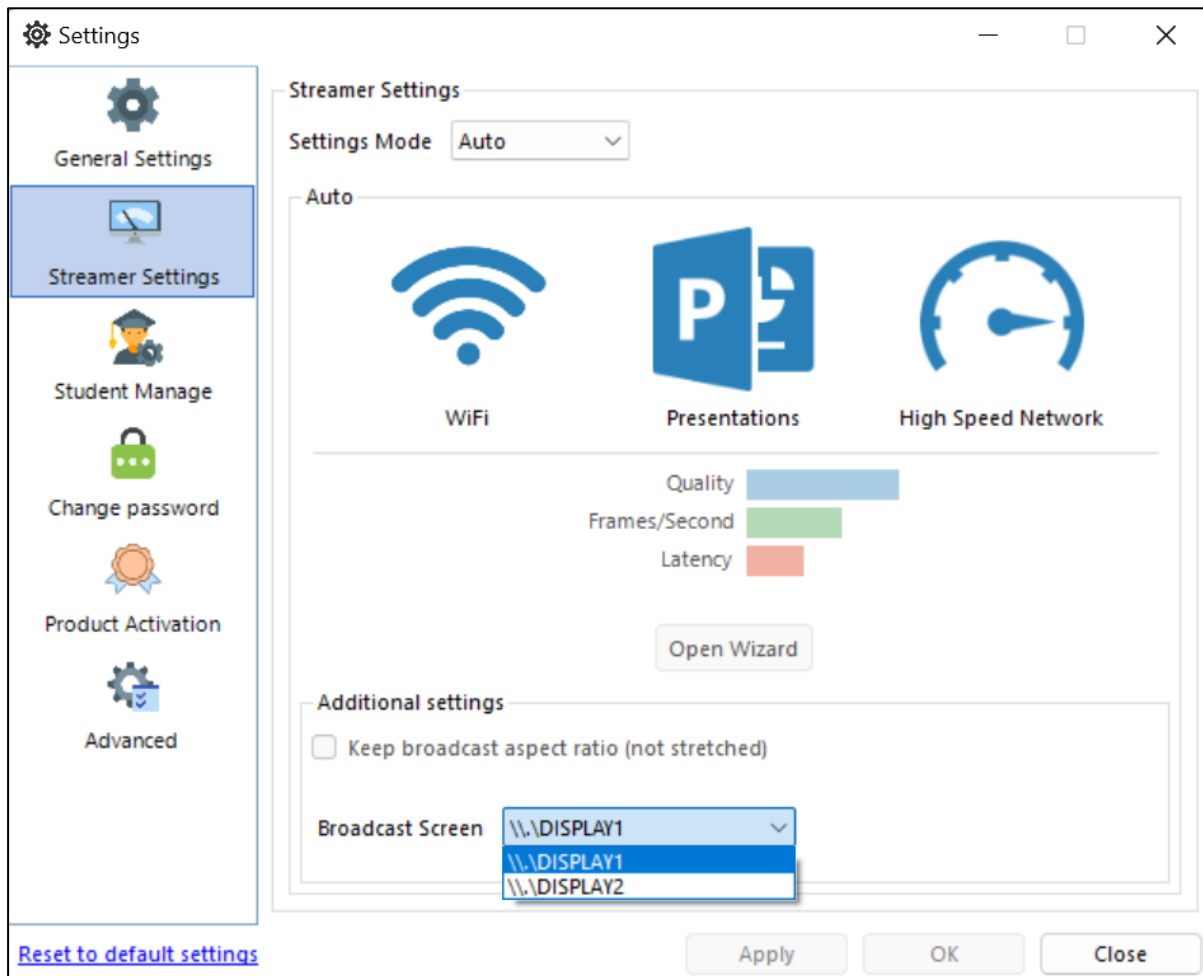 Settings
General Settings
Streamer Settings
Student Manage
Change password
Product Activation
Advanced
Reset to default settings
Streamer Settings
Settings Mode Auto
Auto
P
WiFi Presentations High Speed Network
Quality
Frames/Second
Latency
Open Wizard
Additional settings
Keep broadcast aspect ratio (not stretched)
Broadcast Screen \\.\DISPLAY1
\\.\DISPLAY1
\\.\DISPLAY2
Apply OK Close